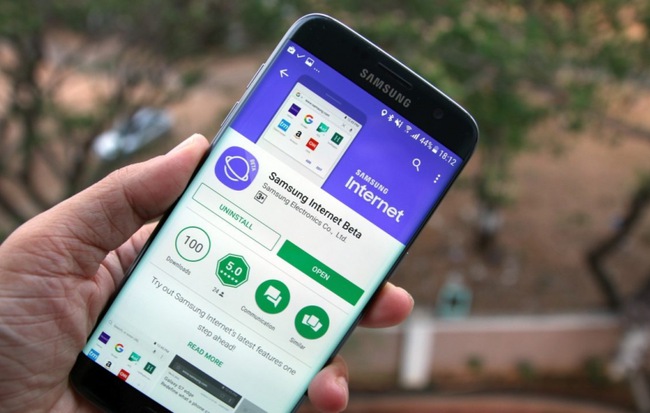 SAMSUNG
44% 18:12
SAMSUNG
Internet
BETA
Samsung Internet Beta
Samsung Electronics Co., Ltd.
3+
UNINSTALL
OPEN
100
5.0
Downloads
24
Communication
Similar
Try out Samsung Internet's latest features one
step ahead!
READ MORE